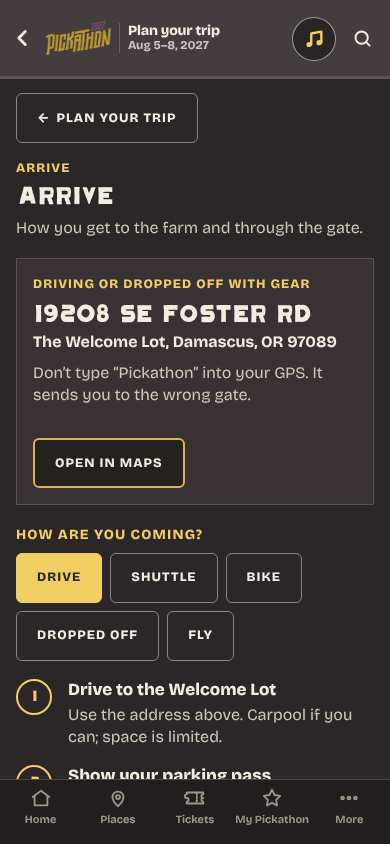 PICKATHON
Plan your trip
Aug 5–8, 2027
← PLAN YOUR TRIP
ARRIVE
ARRIVE
How you get to the farm and through the gate.
DRIVING OR DROPPED OFF WITH GEAR
19208 SE FOSTER RD
The Welcome Lot, Damascus, OR 97089
Don't type “Pickathon” into your GPS. It
sends you to the wrong gate.
OPEN IN MAPS
HOW ARE YOU COMING?
DRIVE SHUTTLE BIKE
DROPPED OFF FLY
1 Drive to the Welcome Lot
Use the address above. Carpool if you
can; space is limited.
Show your parking pass
Home Places Tickets My Pickathon More